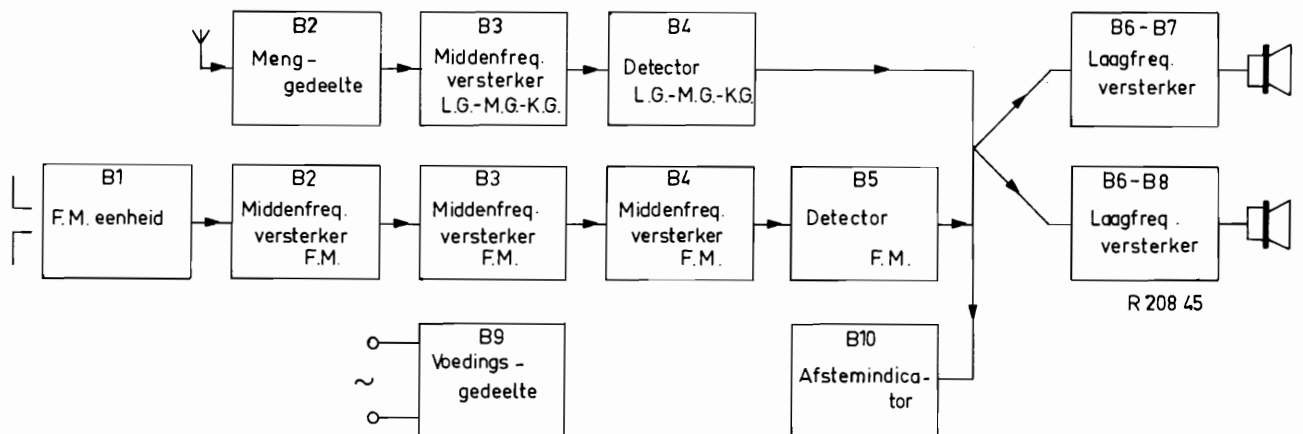 B2
Meng-
gedeelte
B3
Middenfreq.
versterker
L.G.-M.G.-K.G.
B4
Detector
L.G.-M.G.-K.G.
B6-B7
Laagfreq.
versterker
B1
F.M. eenheid
B2
Middenfreq.
versterker
F.M.
B3
Middenfreq.
versterker
F.M.
B4
Middenfreq.
versterker
F.M.
B5
Detector
F.M.
B6-B8
Laagfreq.
versterker
R 208 45
B9
Voedings-
gedeelte
~
B10
Afstemindica-
tor